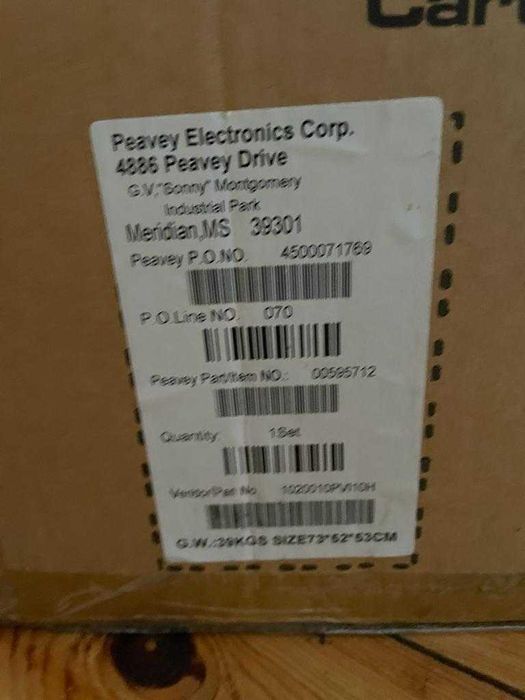 Car
Peavey Electronics Corp.
4886 Peavey Drive
G.V,"Sonny" Montgomery
Industrial Park
Meridian,MS 39301
Peavey P.O.NO. 4500071769
P.O.Line NO. 070
Peavey Part/Item NO.: 00595712
Quantity: 1Set
Vendor/Part No
G.W.:39KGS SIZE73*52*53CM